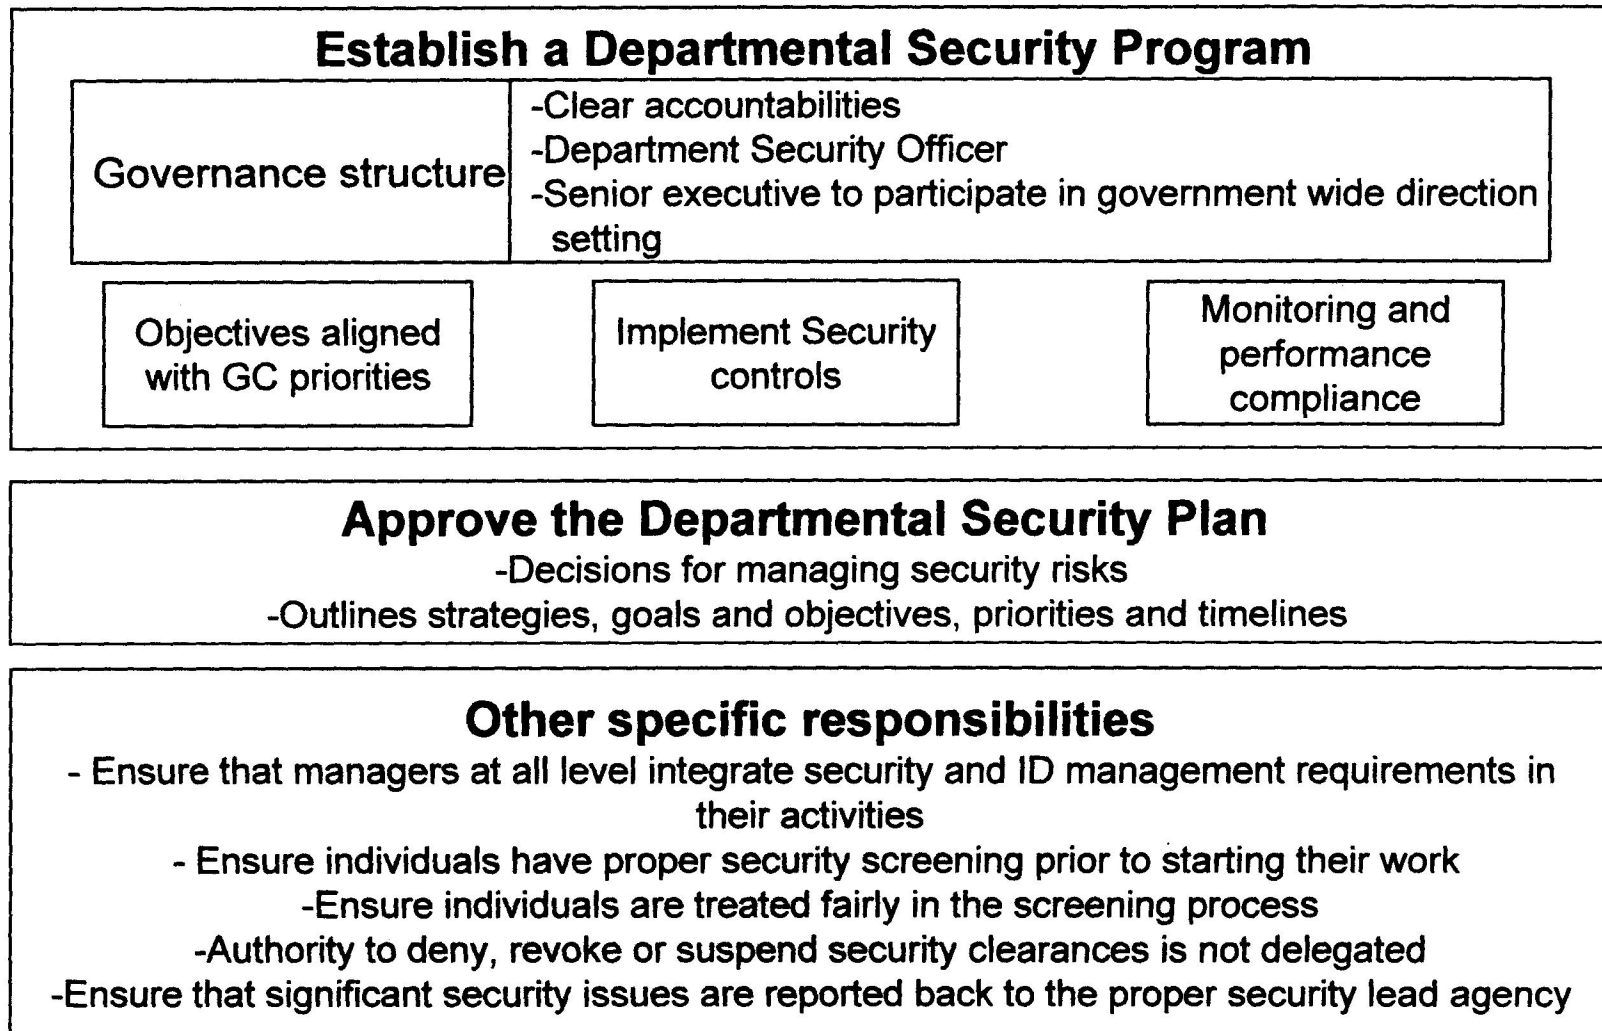 Establish a Departmental Security Program
Governance structure
-Clear accountabilities
-Department Security Officer
-Senior executive to participate in government wide direction
setting
Objectives aligned
with GC priorities
Implement Security
controls
Monitoring and
performance
compliance
Approve the Departmental Security Plan
-Decisions for managing security risks
-Outlines strategies, goals and objectives, priorities and timelines
Other specific responsibilities
- Ensure that managers at all level integrate security and ID management requirements in
their activities
- Ensure individuals have proper security screening prior to starting their work
-Ensure individuals are treated fairly in the screening process
-Authority to deny, revoke or suspend security clearances is not delegated
-Ensure that significant security issues are reported back to the proper security lead agency